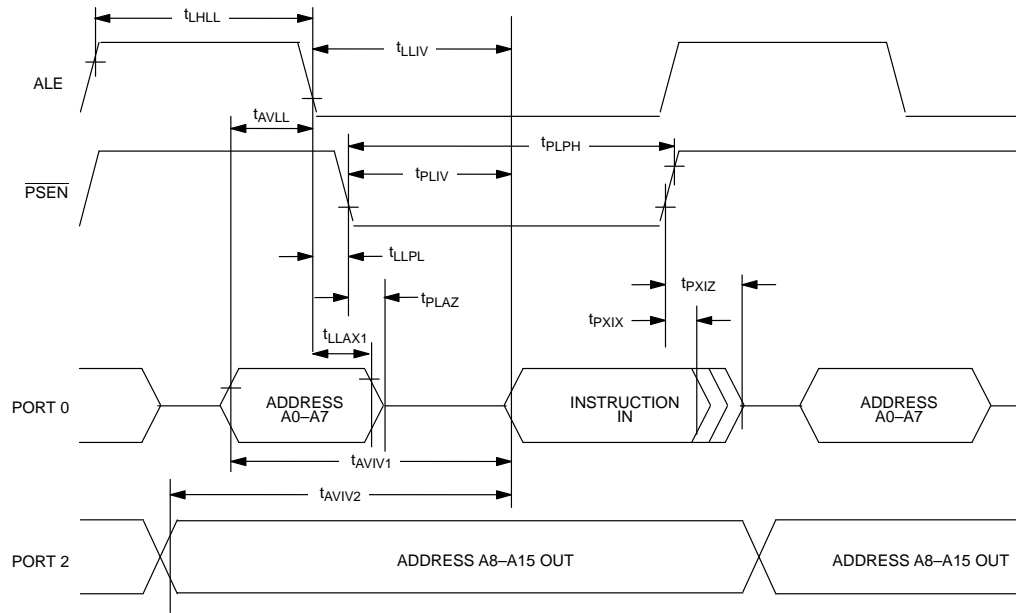 tLHLL
tLLIV
ALE
tAVLL
tPLPH
PSEN
tPLIV
tLLPL
tPLAZ
tPXIZ
tPXIX
tLLAX1
PORT 0
ADDRESS
A0–A7
INSTRUCTION
IN
ADDRESS
A0–A7
tAVIV1
tAVIV2
PORT 2
ADDRESS A8–A15 OUT
ADDRESS A8–A15 OUT